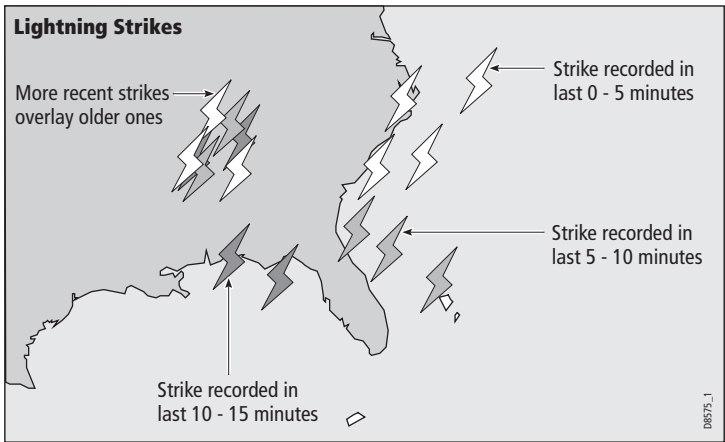 Lightning Strikes
More recent strikes
overlay older ones
Strike recorded in
last 0 - 5 minutes
Strike recorded in
last 5 - 10 minutes
Strike recorded in
last 10 - 15 minutes
D8575_1